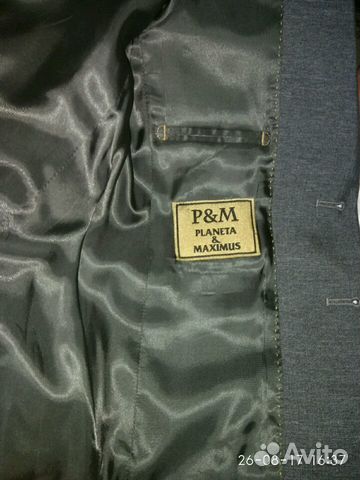 P&M
PLANETA
&
MAXIMUS
Avito
26-08-17 16:37